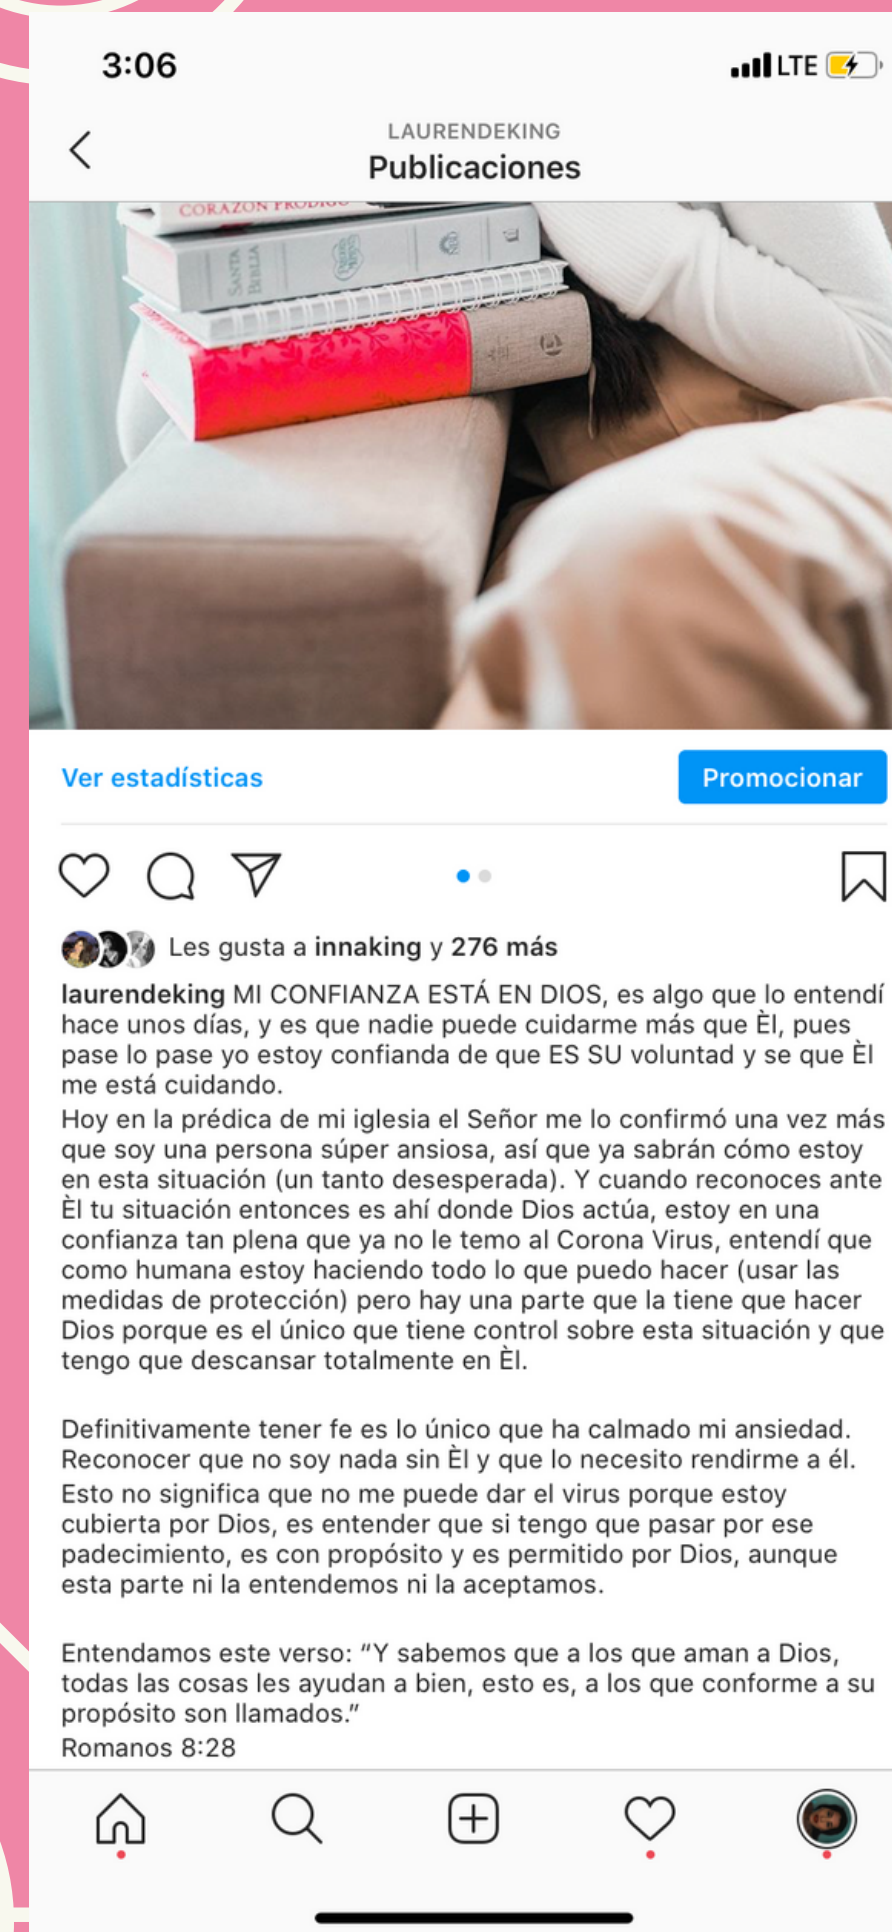 3:06
LTE
LAURENDEKING
Publicaciones
CORAZÓN PRÓDIGO
SANTA
BIBLIA
Ver estadísticas
Promocionar
Les gusta a innaking y 276 más
laurendeking MI CONFIANZA ESTÁ EN DIOS, es algo que lo entendí
hace unos días, y es que nadie puede cuidarme más que Èl, pues
pase lo pase yo estoy confianda de que ES SU voluntad y se que Èl
me está cuidando.
Hoy en la prédica de mi iglesia el Señor me lo confirmó una vez más
que soy una persona súper ansiosa, así que ya sabrán cómo estoy
en esta situación (un tanto desesperada). Y cuando reconoces ante
Èl tu situación entonces es ahí donde Dios actúa, estoy en una
confianza tan plena que ya no le temo al Corona Virus, entendí que
como humana estoy haciendo todo lo que puedo hacer (usar las
medidas de protección) pero hay una parte que la tiene que hacer
Dios porque es el único que tiene control sobre esta situación y que
tengo que descansar totalmente en Èl.
Definitivamente tener fe es lo único que ha calmado mi ansiedad.
Reconocer que no soy nada sin Èl y que lo necesito rendirme a él.
Esto no significa que no me puede dar el virus porque estoy
cubierta por Dios, es entender que si tengo que pasar por ese
padecimiento, es con propósito y es permitido por Dios, aunque
esta parte ni la entendemos ni la aceptamos.
Entendamos este verso: “Y sabemos que a los que aman a Dios,
todas las cosas les ayudan a bien, esto es, a los que conforme a su
propósito son llamados.”
Romanos 8:28